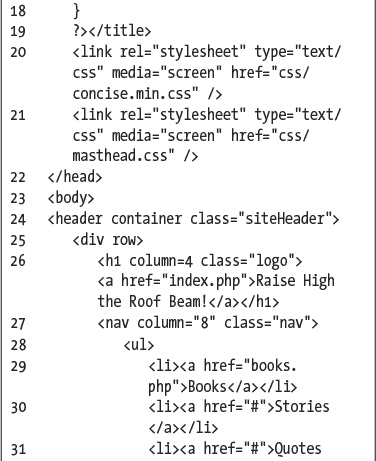 18 }
19 ?></title>
20 <link rel="stylesheet" type="text/
css" media="screen" href="css/
concise.min.css" />
21 <link rel="stylesheet" type="text/
css" media="screen" href="css/
masthead.css" />
22 </head>
23 <body>
24 <header container class="siteHeader">
25 <div row>
26 <h1 column=4 class="logo">
<a href="index.php">Raise High
the Roof Beam!</a></h1>
27 <nav column="8" class="nav">
28 <ul>
29 <li><a href="books.
php">Books</a></li>
30 <li><a href="#">Stories
</a></li>
31 <li><a href="#">Quotes